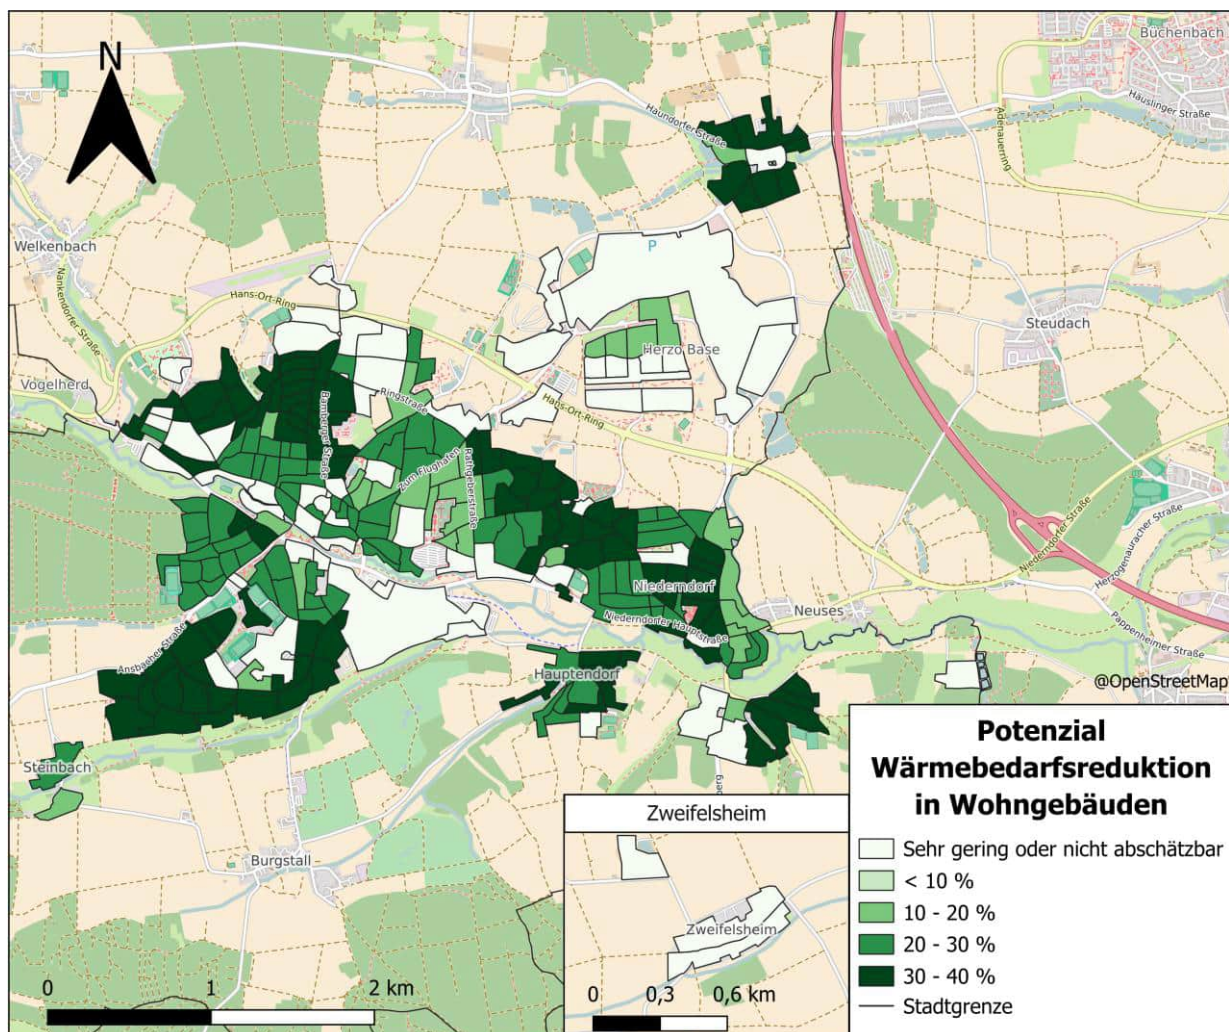 N
Büchenbach
Häuslinger Straße
Adenauerring
Haundorfer Straße
Welkenbach
Nankendorfer Straße
P
Hans-Ort-Ring
Steudach
Herzo Base
Vogelherd
Ringstraße
Bamburger Straße
Hans-Ort-Ring
zum Flughafen
Rathgeberstraße
Niederndorfer Straße
Herzogenauracher Straße
Niederndorf
Neuses
Niederndorfer Hauptstraße
Pappenheimer Straße
Ansbacher Straße
Hauptendorf
@OpenStreetMap
Steinbach
berg
Burgstall
Zweifelsheim
Zweifelsheim
0 0,3 0,6 km
0 1 2 km
Potenzial
Wärmebedarfsreduktion
in Wohngebäuden
Sehr gering oder nicht abschätzbar
< 10 %
10 - 20 %
20 - 30 %
30 - 40 %
Stadtgrenze